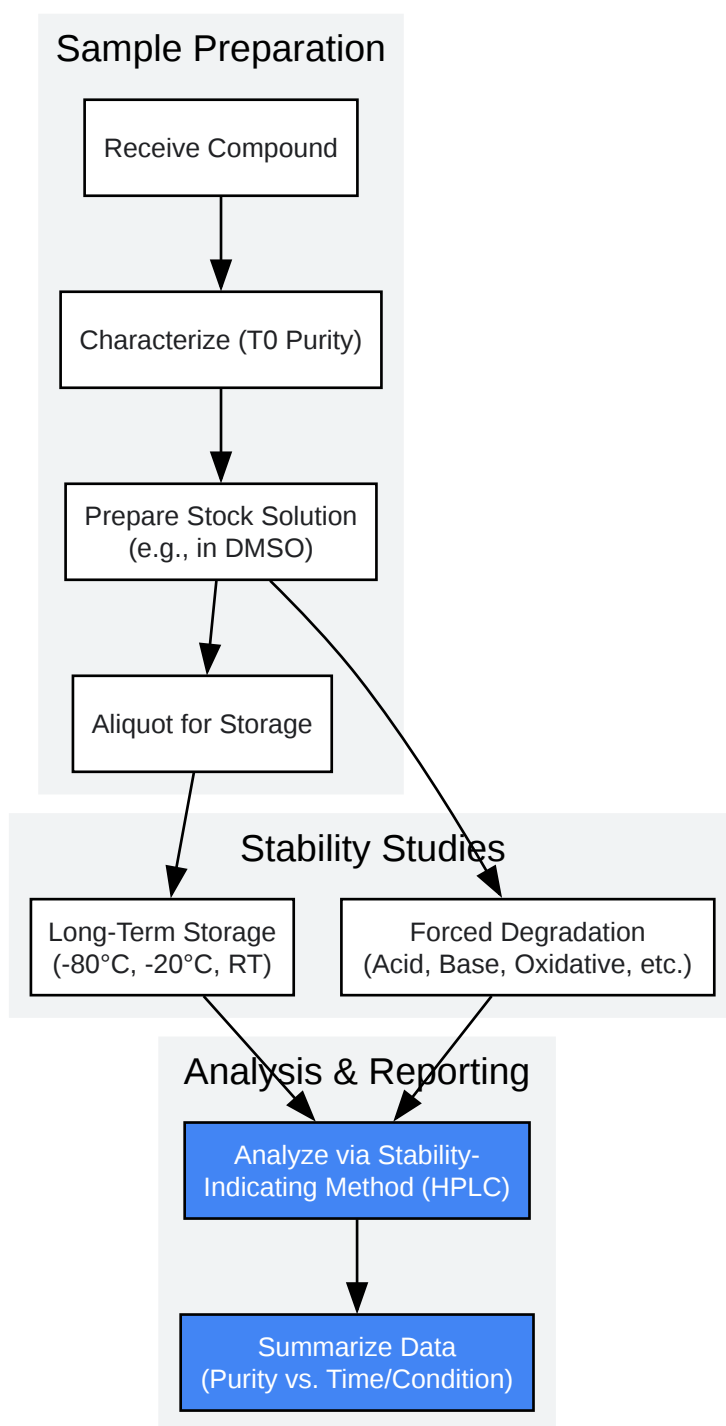 Sample Preparation
Receive Compound
Characterize (T0 Purity)
Prepare Stock Solution
(e.g., in DMSO)
Aliquot for Storage
Stability Studies
Long-Term Storage
(-80°C, -20°C, RT)
Forced Degradation
(Acid, Base, Oxidative, etc.)
Analysis & Reporting
Analyze via Stability-
Indicating Method (HPLC)
Summarize Data
(Purity vs. Time/Condition)